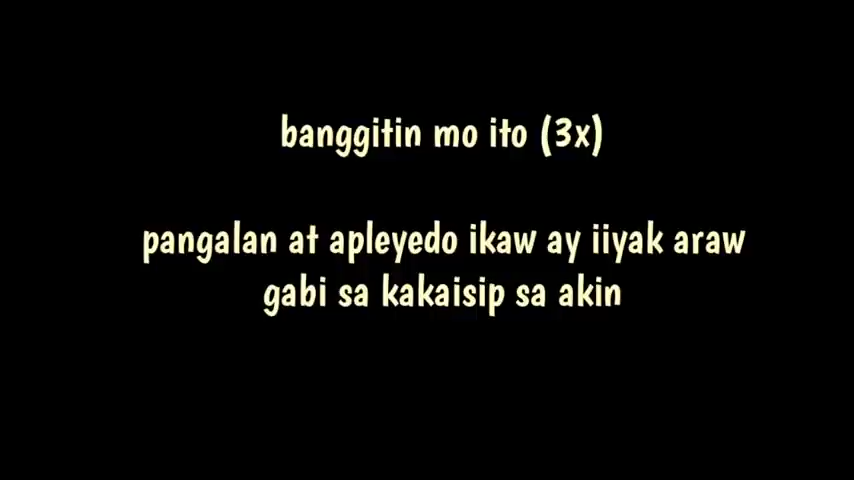 banggitin mo ito (3x)
pangalan at apleyedo ikaw ay iiyak araw
gabi sa kakaisip sa akin